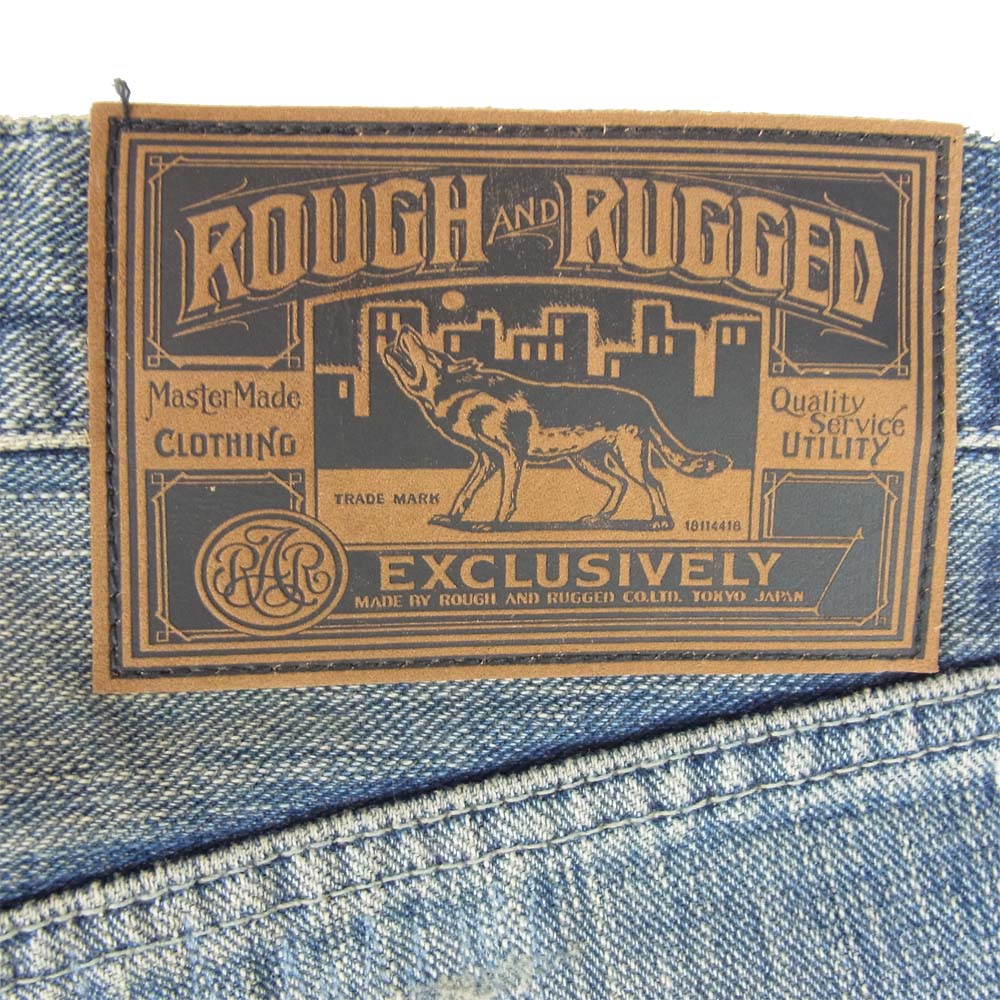 ROUGH AND RUGGED
MasterMade
CLOTHING
Quality
Service
UTILITY
TRADE MARK
18114418
RAR
EXCLUSIVELY
MADE BY ROUGH AND RUGGED CO.LTD. TOKYO JAPAN